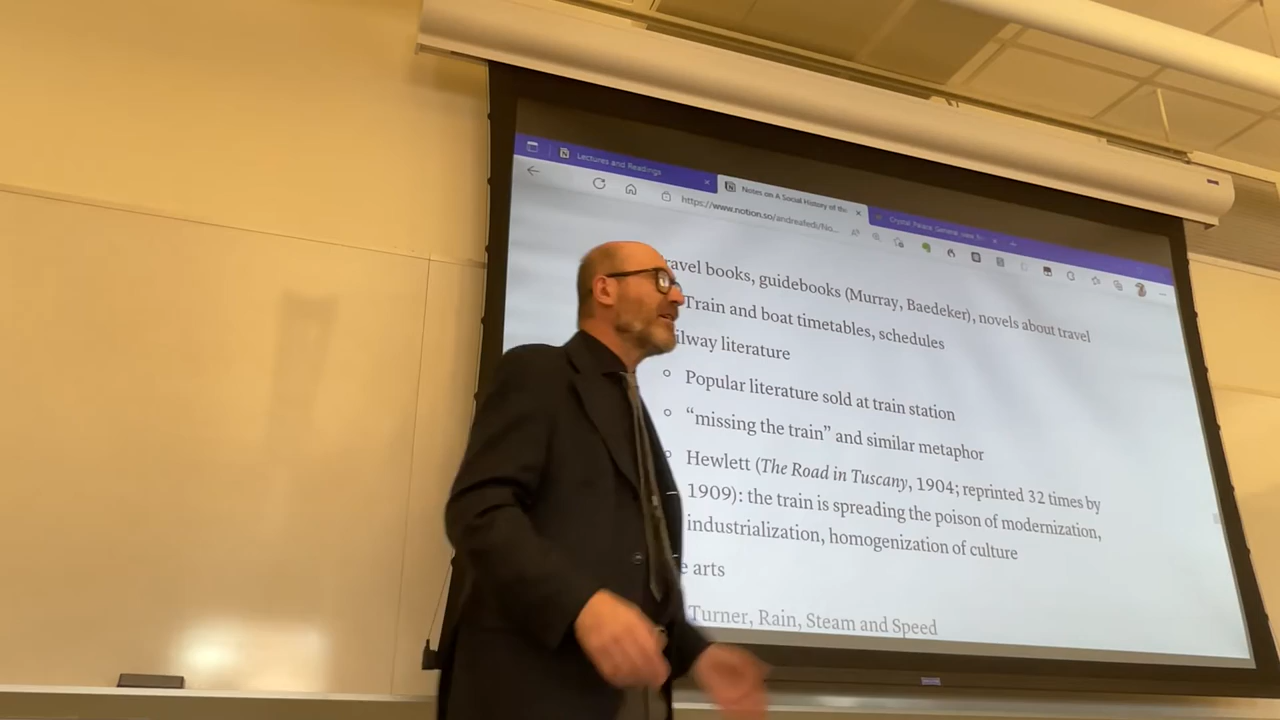 Lectures and Readings
Notes on A Social History of the
https://www.notion.so/andreafedi/No...
ravel books, guidebooks (Murray, Baedeker), novels about travel
Train and boat timetables, schedules
ilway literature
Popular literature sold at train station
“missing the train” and similar metaphor
Hewlett (The Road in Tuscany, 1904; reprinted 32 times by
1909): the train is spreading the poison of modernization,
industrialization, homogenization of culture
e arts
Turner, Rain, Steam and Speed